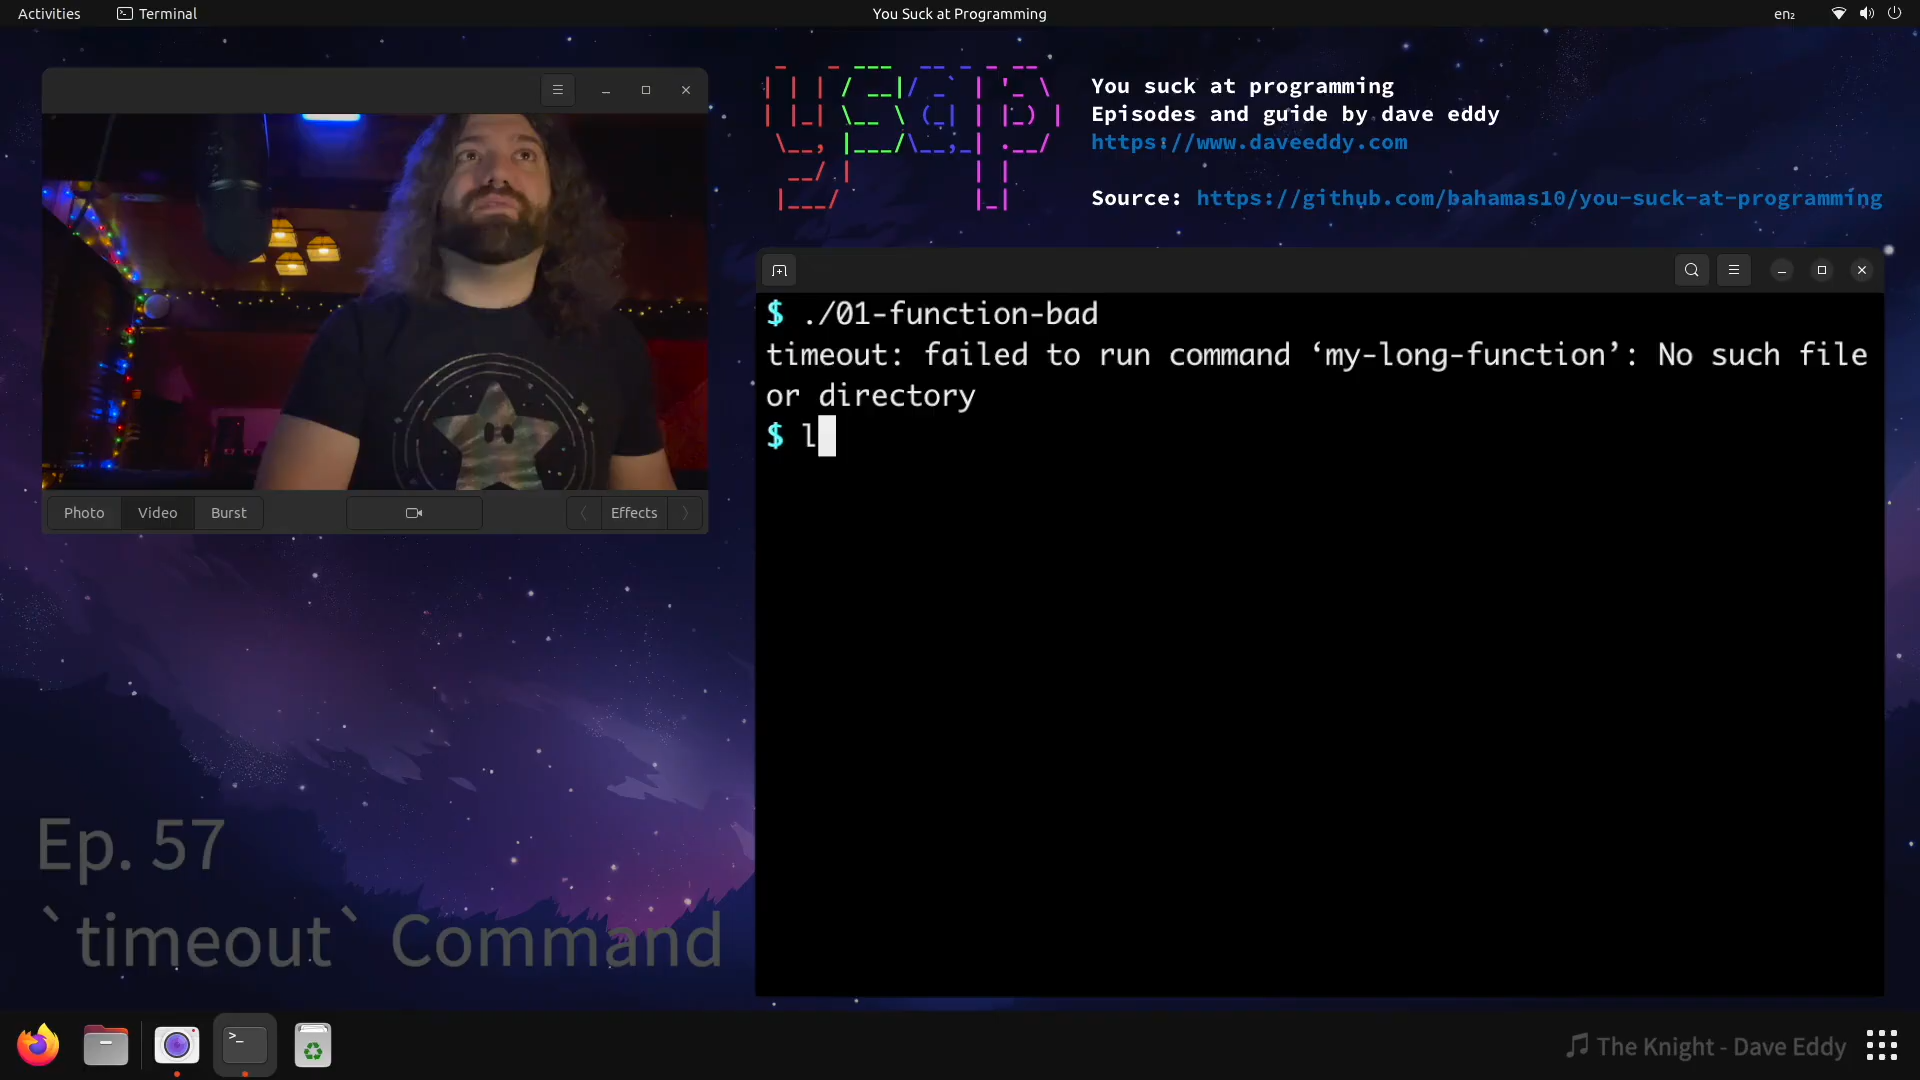 Activities
Terminal
You Suck at Programming
en₂
You suck at programming
Episodes and guide by dave eddy
https://www.daveeddy.com
Source: https://github.com/bahamas10/you-suck-at-programming
$ ./01-function-bad
timeout: failed to run command ‘my-long-function’: No such file
or directory
$ l
Photo
Video
Burst
Effects
Ep. 57
`timeout` Command
The Knight - Dave Eddy